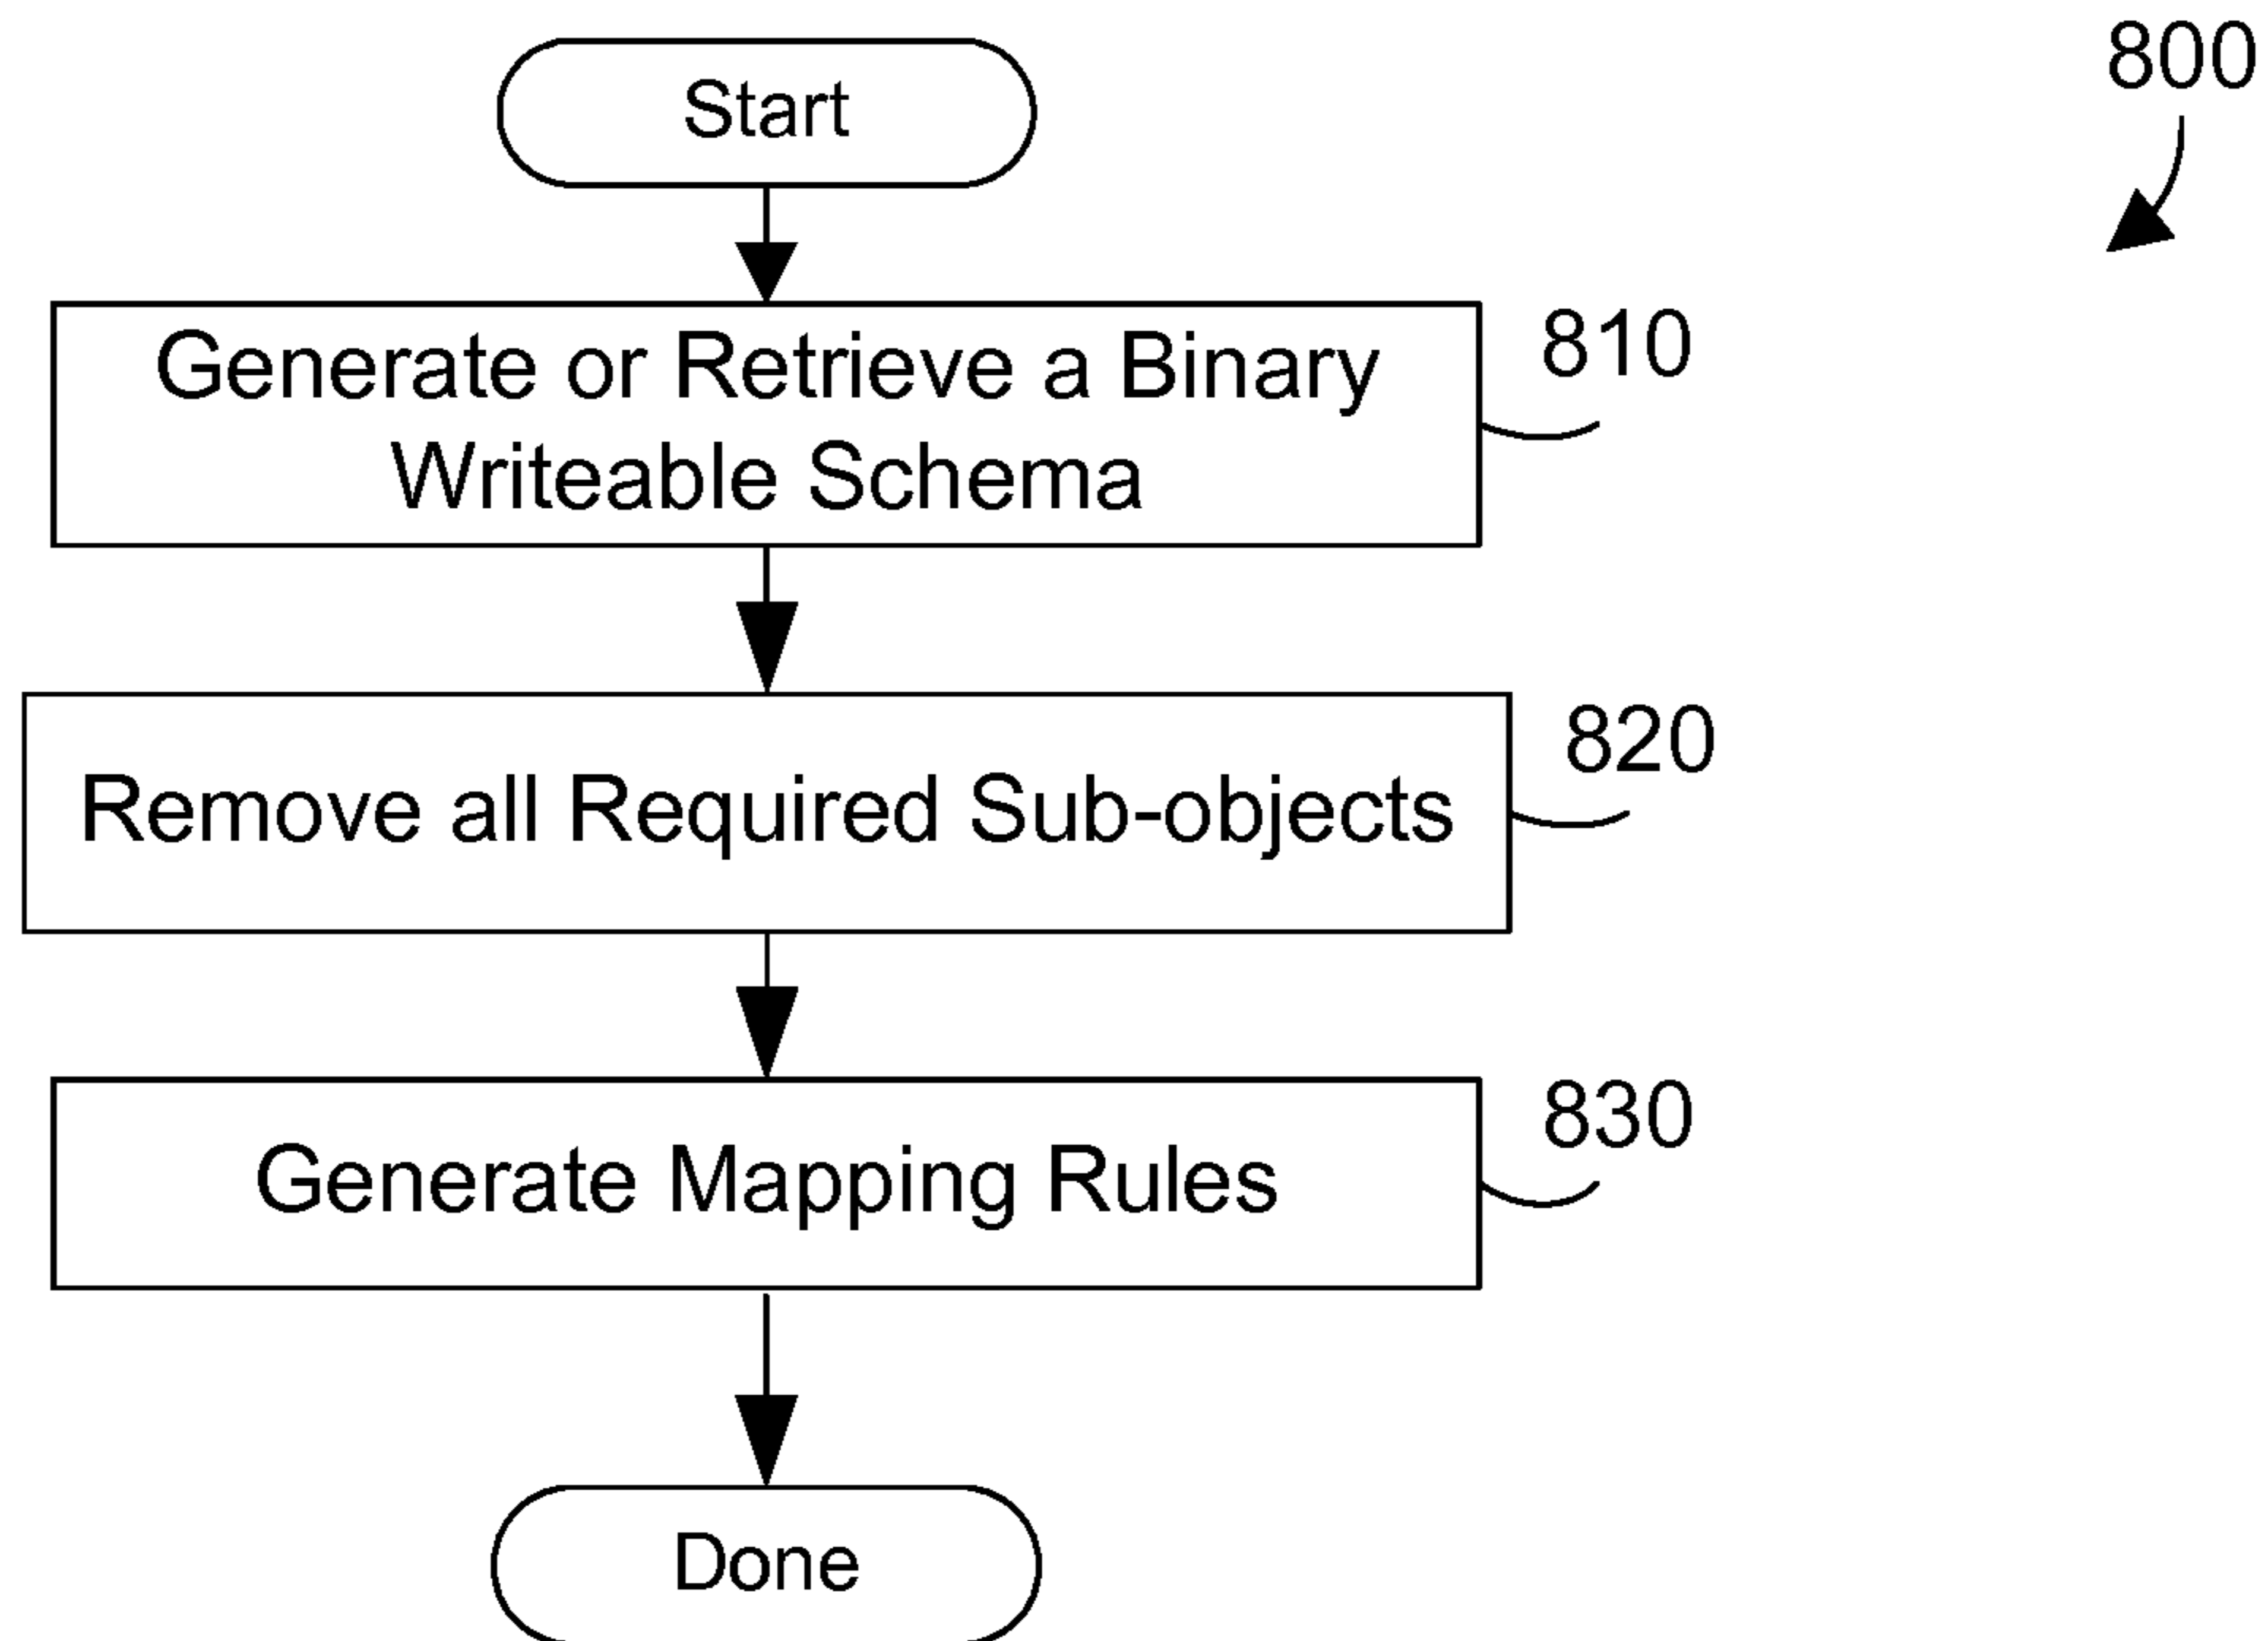 800
Start
Generate or Retrieve a Binary
Writeable Schema
810
Remove all Required Sub-objects
820
Generate Mapping Rules
830
Done